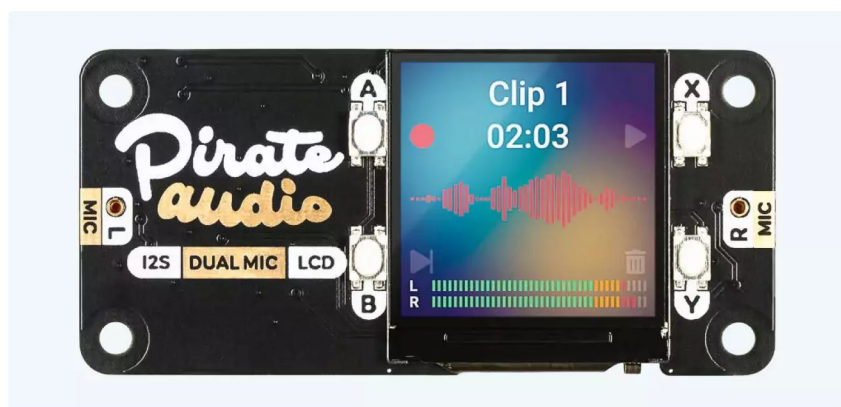 Pirate
audio
I2S DUAL MIC LCD
MIC L
A
B
Clip 1
02:03
L
R
X
Y
R MIC